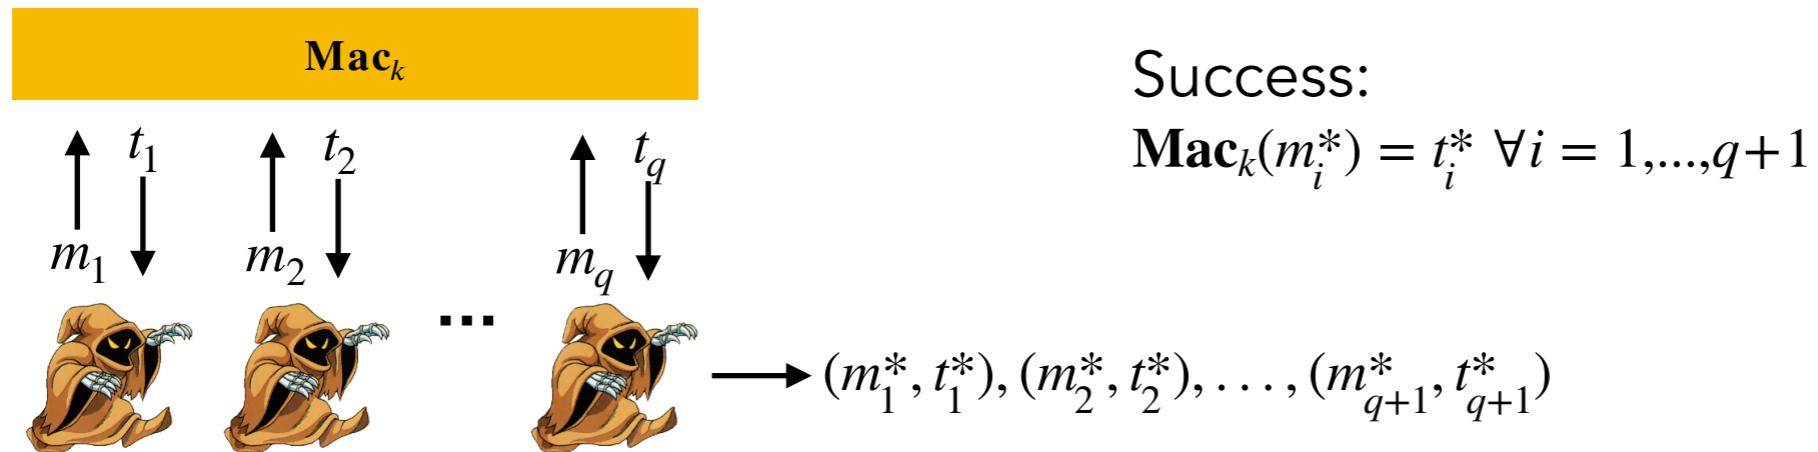 Mac_k
Success:
Mac_k(m_i^*) = t_i^* ∀i = 1,...,q+1
t_1 t_2 t_q
m_1 m_2 m_q
...
(m_1^*, t_1^*), (m_2^*, t_2^*), . . . , (m_{q+1}^*, t_{q+1}^*)